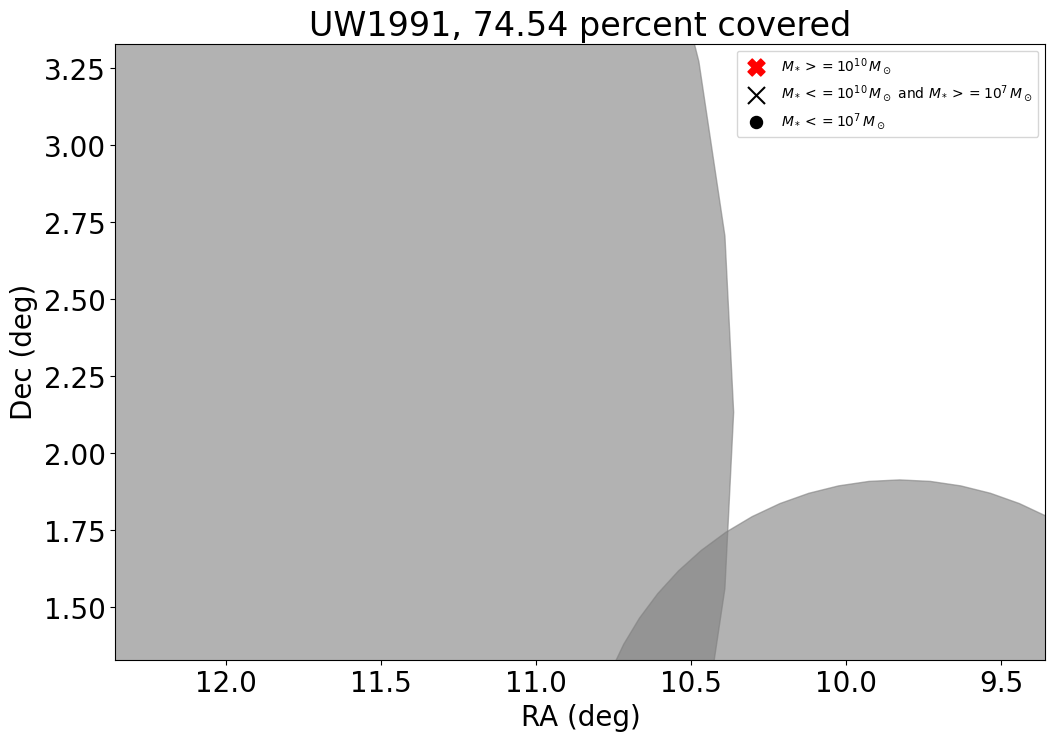 UW1991, 74.54 percent covered
M* >= 10^10 M⊙
M* <= 10^10 M⊙ and M* >= 10^7 M⊙
M* <= 10^7 M⊙
3.25
3.00
2.75
2.50
2.25
2.00
1.75
1.50
Dec (deg)
12.0 11.5 11.0 10.5 10.0 9.5
RA (deg)